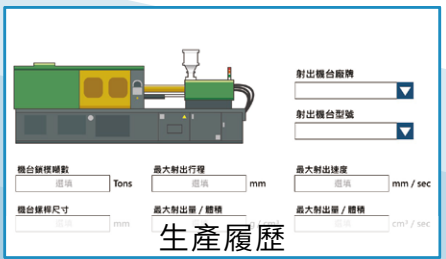 射出機台廠牌
射出機台型號
機台鎖模噸數 最大射出行程 最大射出速度
選填 Tons 選填 mm 選填 mm / sec
機台螺桿尺寸 最大射出量 / 體積 最大射出量 / 體積
選填 mm g / cm³ 選填 cm³ / sec
生產履歷